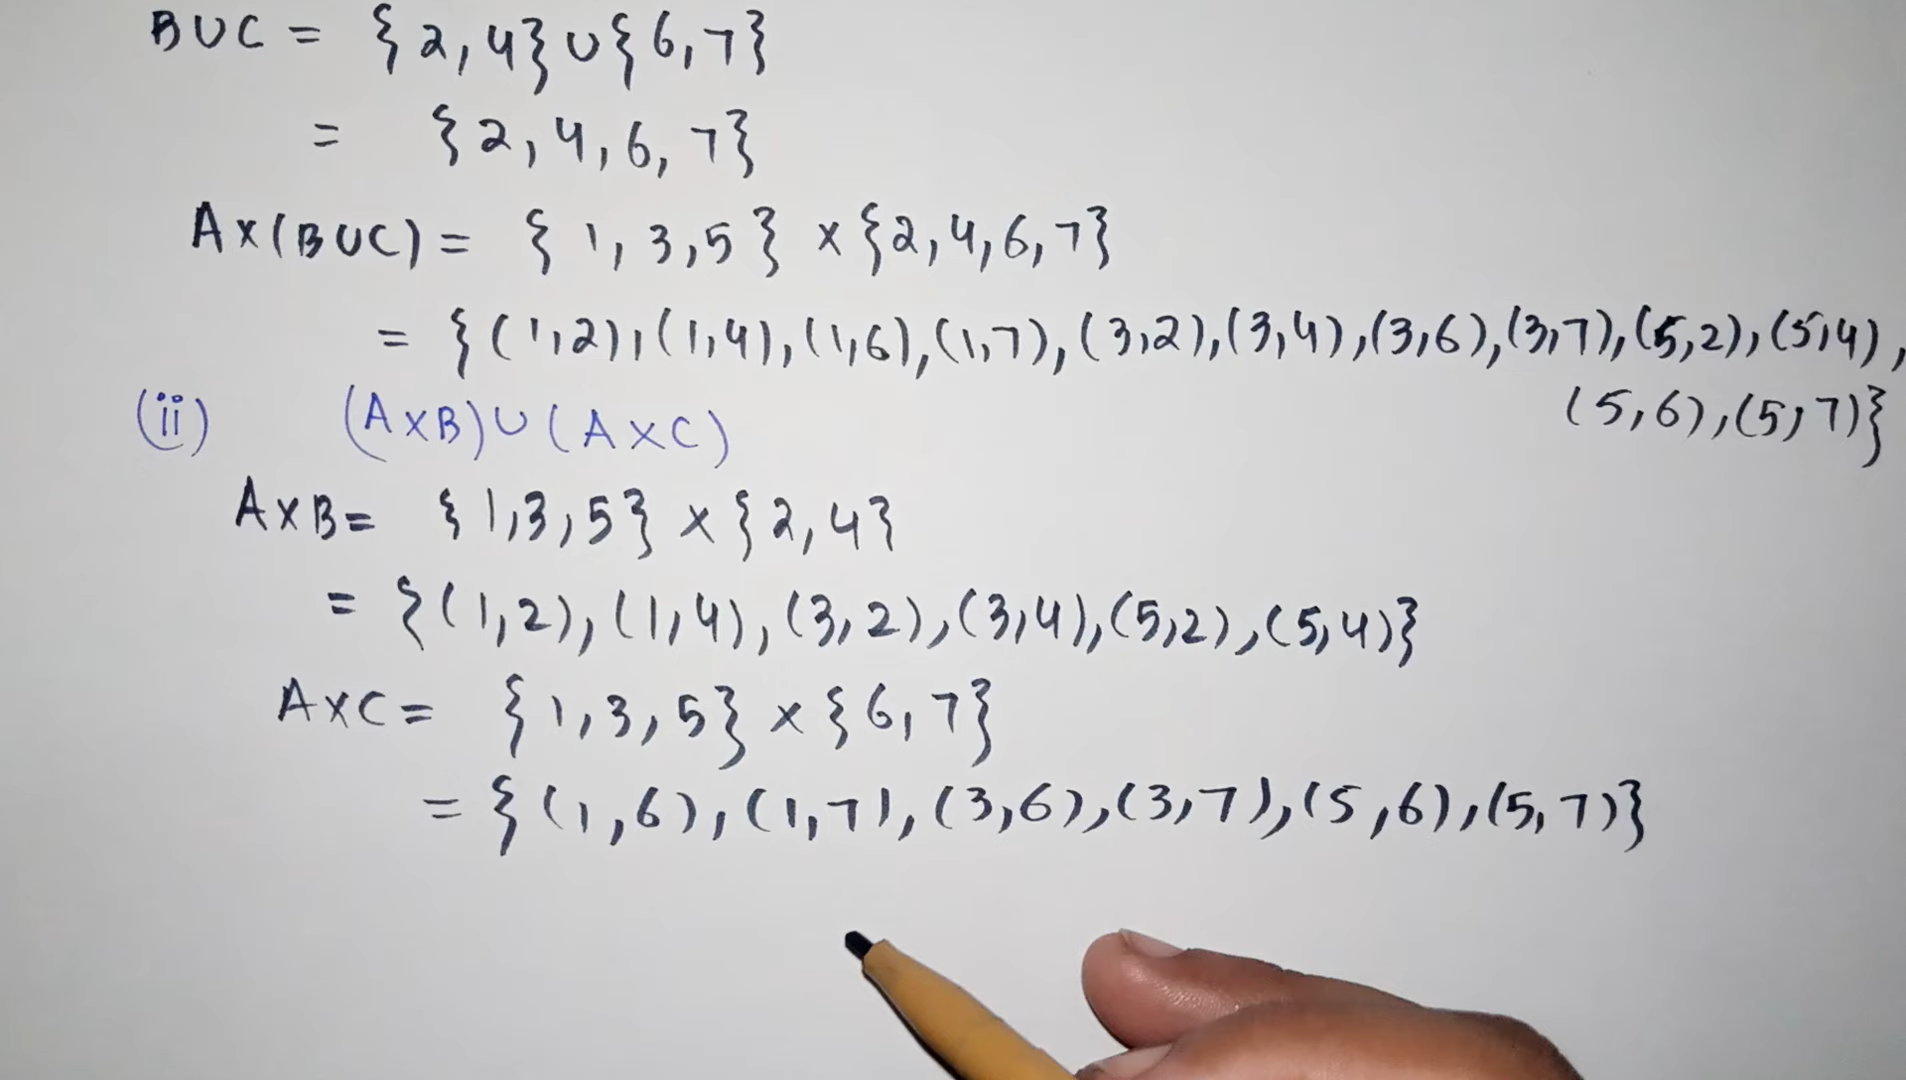 B∪C = {2,4}∪{6,7}
= {2,4,6,7}
A×(B∪C) = {1,3,5} × {2,4,6,7}
= {(1,2),(1,4),(1,6),(1,7),(3,2),(3,4),(3,6),(3,7),(5,2),(5,4),
(5,6),(5,7)}
(ii) (A×B)∪(A×C)
A×B = {1,3,5} × {2,4}
= {(1,2),(1,4),(3,2),(3,4),(5,2),(5,4)}
A×C = {1,3,5} × {6,7}
= {(1,6),(1,7),(3,6),(3,7),(5,6),(5,7)}